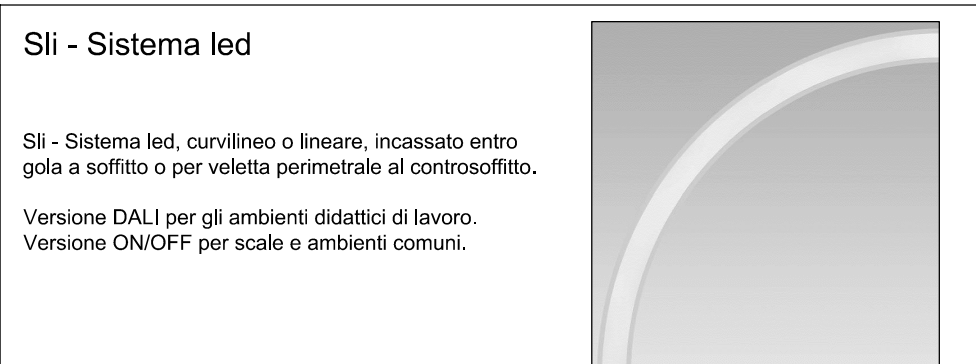 Sli - Sistema led
Sli - Sistema led, curvilineo o lineare, incassato entro
gola a soffitto o per veletta perimetrale al controsoffitto.
Versione DALI per gli ambienti didattici di lavoro.
Versione ON/OFF per scale e ambienti comuni.